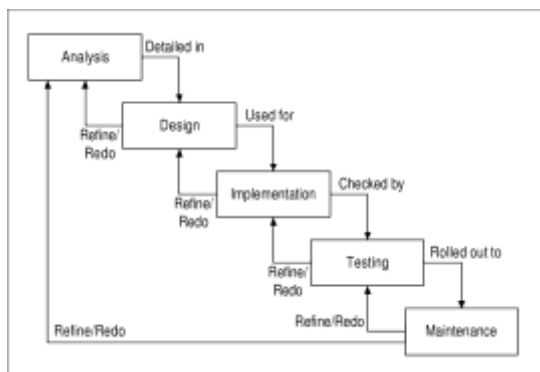 Analysis
Detailed in
Refine/
Redo
Design
Used for
Refine/
Redo
Implementation
Checked by
Refine/
Redo
Testing
Rolled out to
Refine/Redo
Maintenance
Refine/Redo